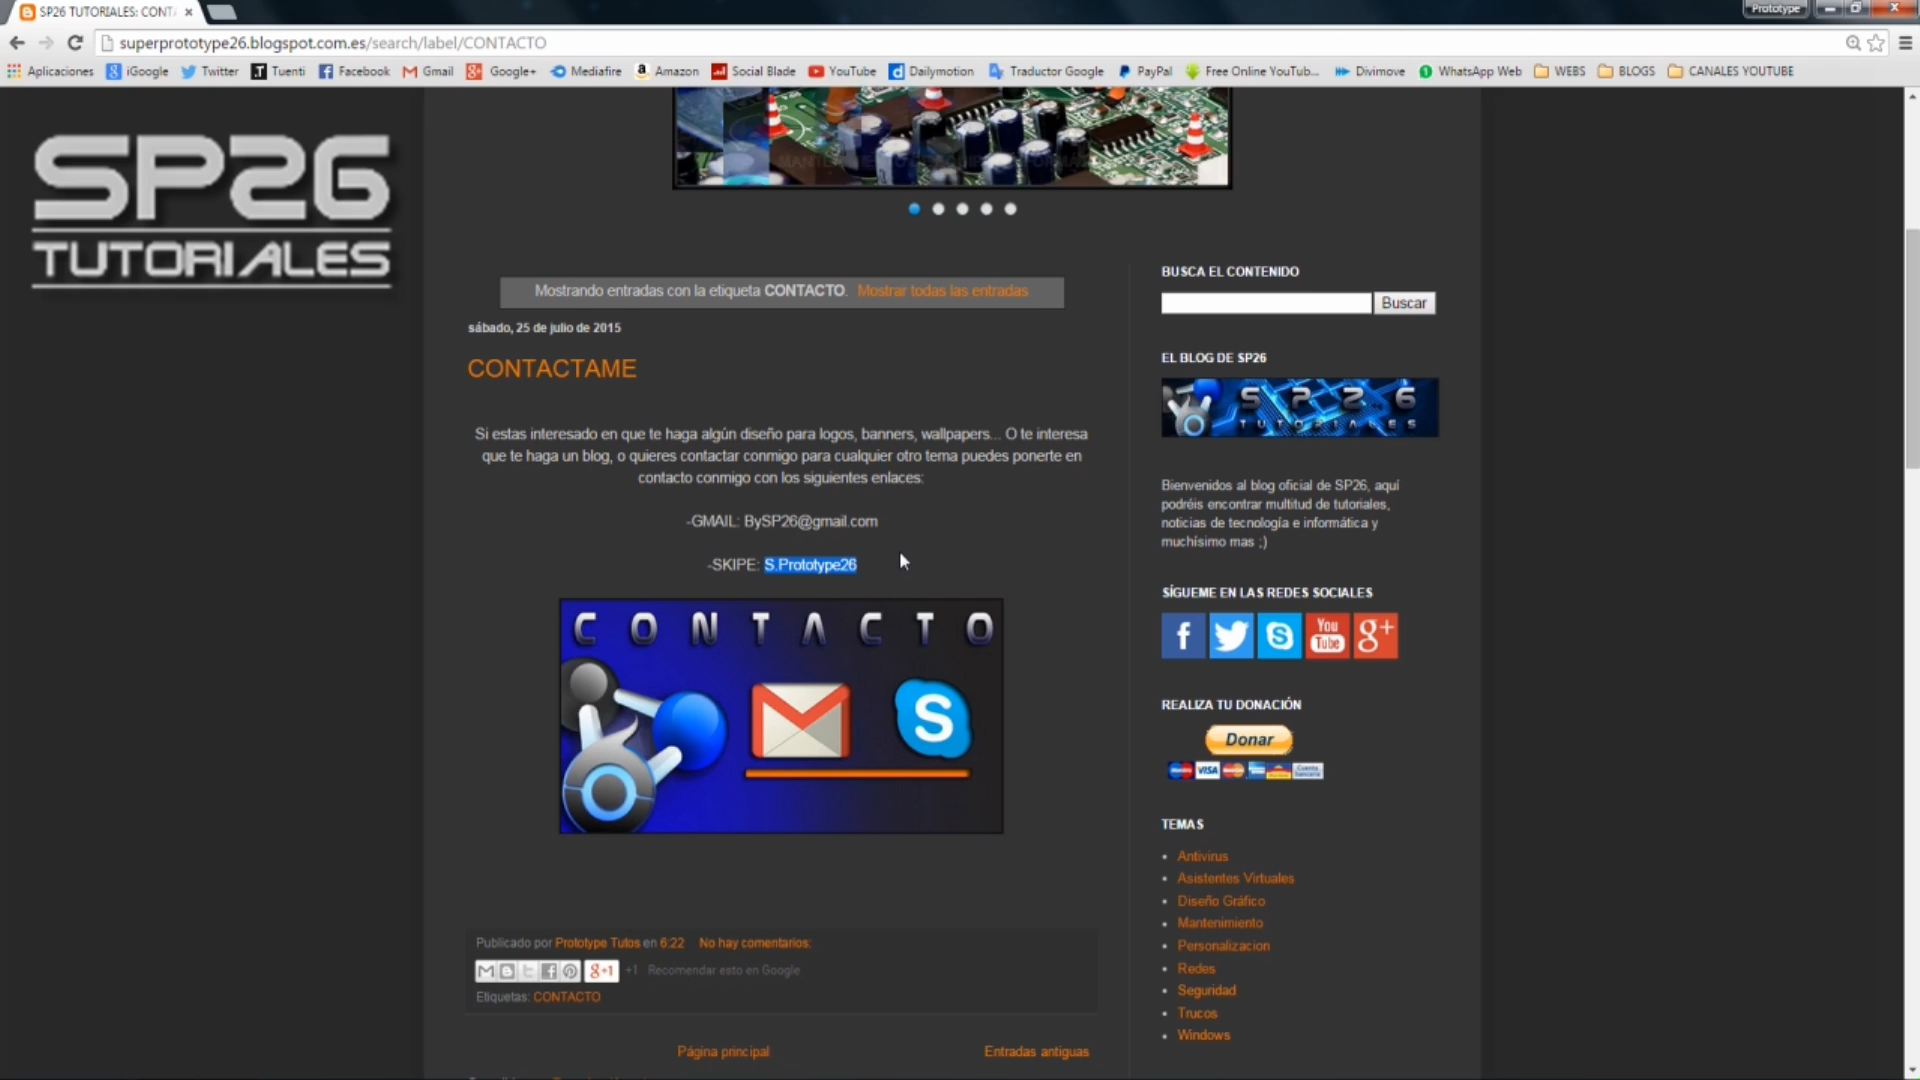 SP26 TUTORIALES: CONT
Prototype
superprototype26.blogspot.com.es/search/label/CONTACTO
Aplicaciones iGoogle Twitter Tuenti Facebook Gmail Google+ Mediafire Amazon Social Blade YouTube Dailymotion Traductor Google PayPal Free Online YouTub... Divimove WhatsApp Web WEBS BLOGS CANALES YOUTUBE
SP26
TUTORIALES
Mostrando entradas con la etiqueta CONTACTO. Mostrar todas las entradas
sábado, 25 de julio de 2015
CONTACTAME
Si estas interesado en que te haga algún diseño para logos, banners, wallpapers... O te interesa
que te haga un blog, o quieres contactar conmigo para cualquier otro tema puedes ponerte en
contacto conmigo con los siguientes enlaces:
-GMAIL: BySP26@gmail.com
-SKIPE: S.Prototype26
CONTACTO
S
Publicado por Prototype Tutos en 6:22 No hay comentarios:
g+1 +1 Recomendar esto en Google
Etiquetas: CONTACTO
Página principal
Entradas antiguas
BUSCA EL CONTENIDO
Buscar
EL BLOG DE SP26
SP26
TUTORIALES
Bienvenidos al blog oficial de SP26, aquí
podréis encontrar multitud de tutoriales,
noticias de tecnología e informática y
muchísimo mas ;)
SÍGUEME EN LAS REDES SOCIALES
f S You Tube g+
REALIZA TU DONACIÓN
Donar
VISA
TEMAS
Antivirus
Asistentes Virtuales
Diseño Gráfico
Mantenimiento
Personalizacion
Redes
Seguridad
Trucos
Windows